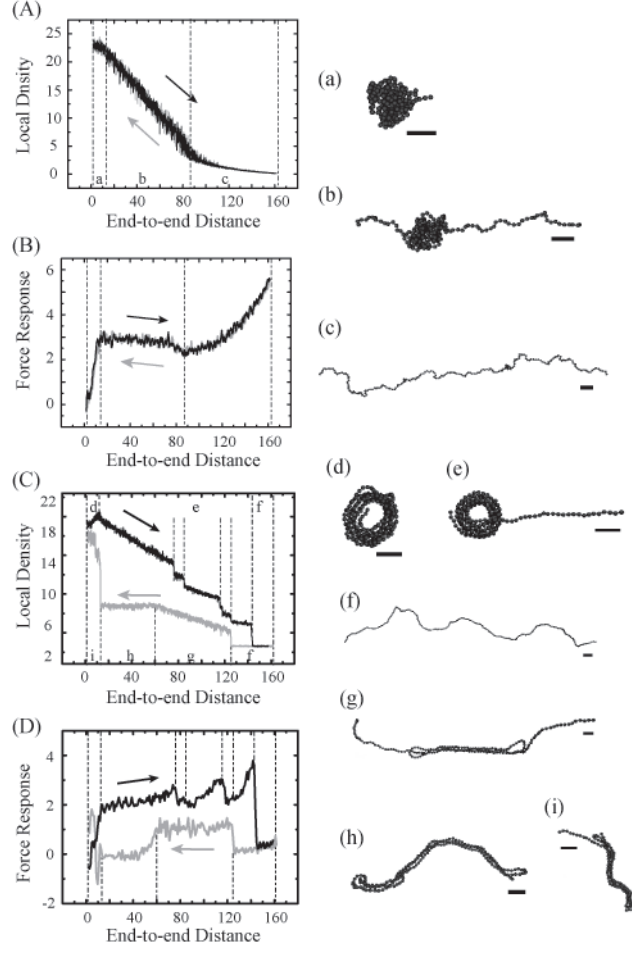 (A)
Local Dnsity
25
20
15
10
5
0
a
b
c
0 40 80 120 160
End-to-end Distance
(B)
Force Response
6
4
2
0
0 40 80 120 160
End-to-end Distance
(C)
Local Density
22
18
14
10
6
2
d
e
f
i
h
g
f
0 40 80 120 160
End-to-end Distance
(D)
Force Response
4
2
0
-2
0 40 80 120 160
End-to-end Distance
(a)
(b)
(c)
(d)
(e)
(f)
(g)
(h)
(i)